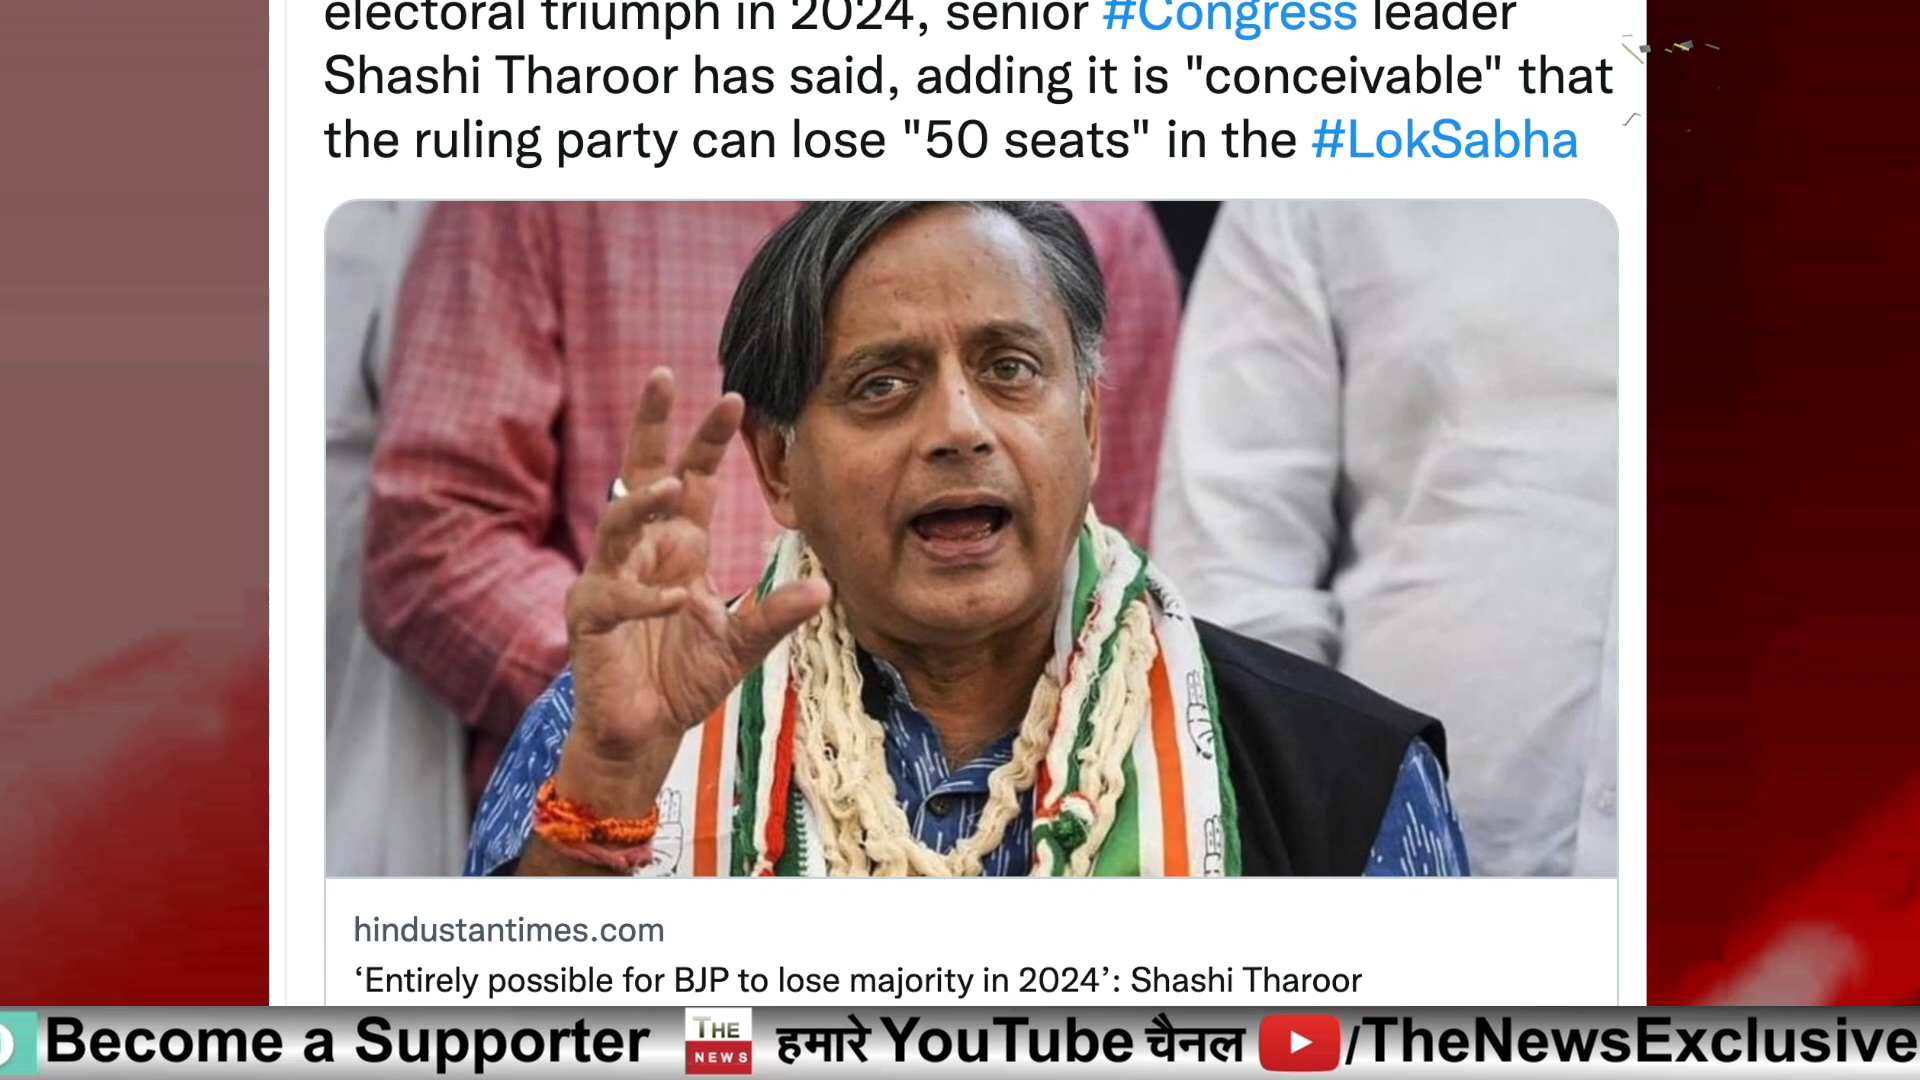 electoral triumph in 2024, senior #Congress leader
Shashi Tharoor has said, adding it is "conceivable" that
the ruling party can lose "50 seats" in the #LokSabha
hindustantimes.com
‘Entirely possible for BJP to lose majority in 2024’: Shashi Tharoor
Become a Supporter THE NEWS हमारे YouTube चैनल /TheNewsExclusive